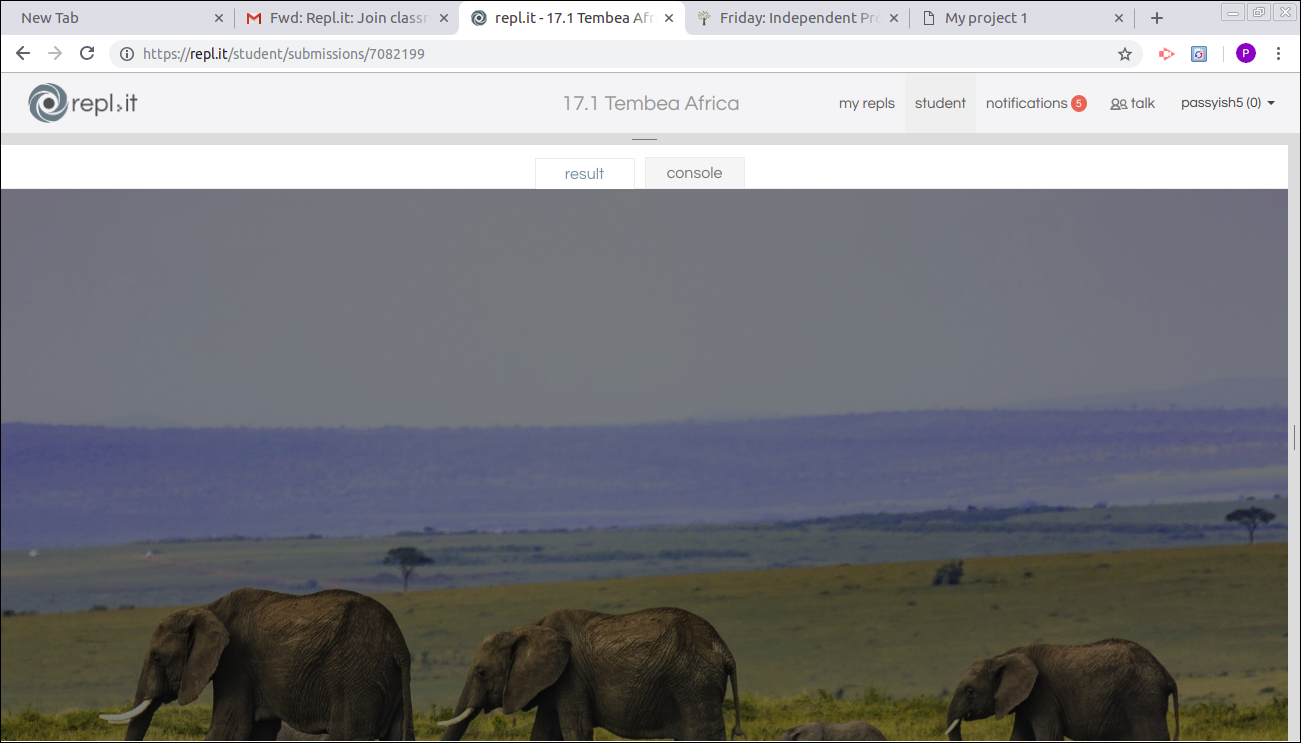 New Tab
Fwd: Repl.it: Join classr
repl.it - 17.1 Tembea Afr
Friday: Independent Pro
My project 1
https://repl.it/student/submissions/7082199
P
repl.it
17.1 Tembea Africa
my repls
student
notifications 5
talk
passyish5 (0)
result
console